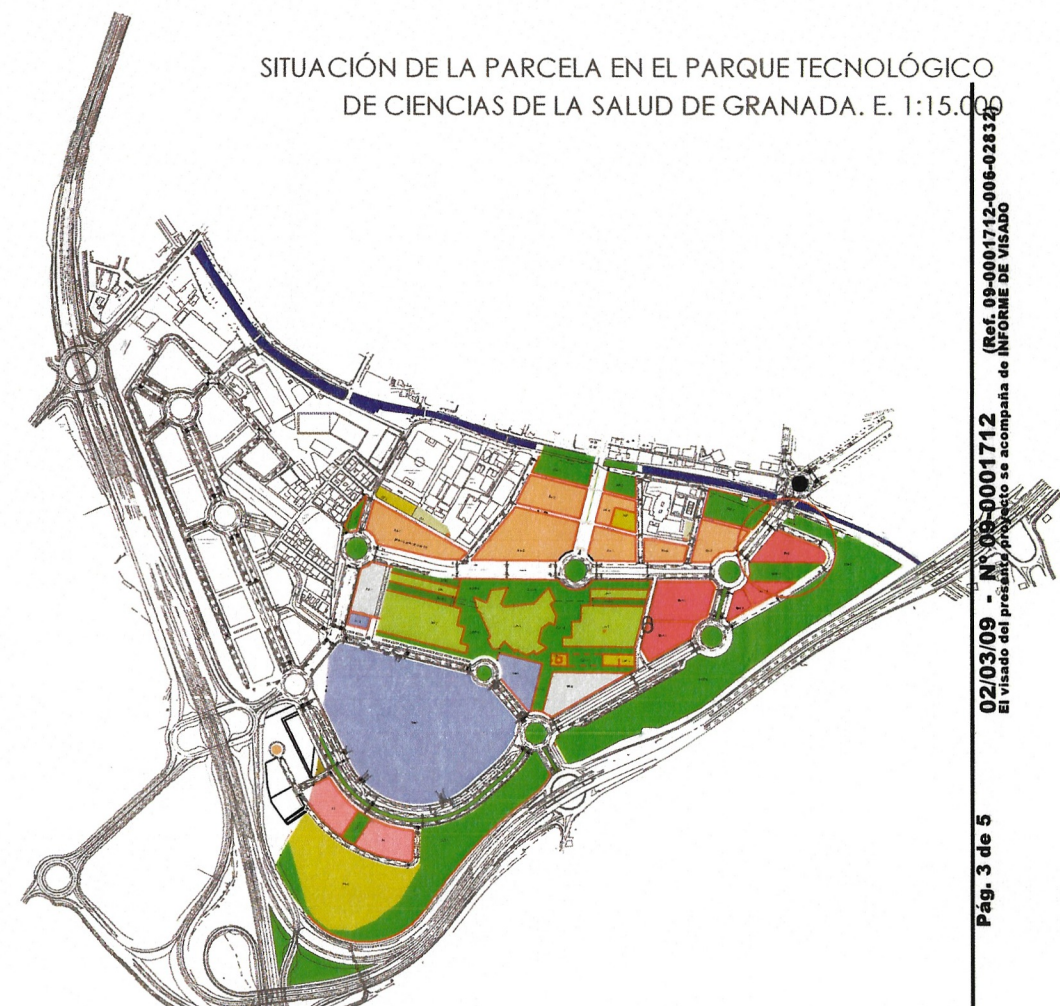 SITUACIÓN DE LA PARCELA EN EL PARQUE TECNOLÓGICO
DE CIENCIAS DE LA SALUD DE GRANADA. E. 1:15.000
02/03/09 - Nº 09-0001712 (Ref. 09-0001712-006-02832)
El visado del presente proyecto se acompaña de INFORME DE VISADO
Pág. 3 de 5